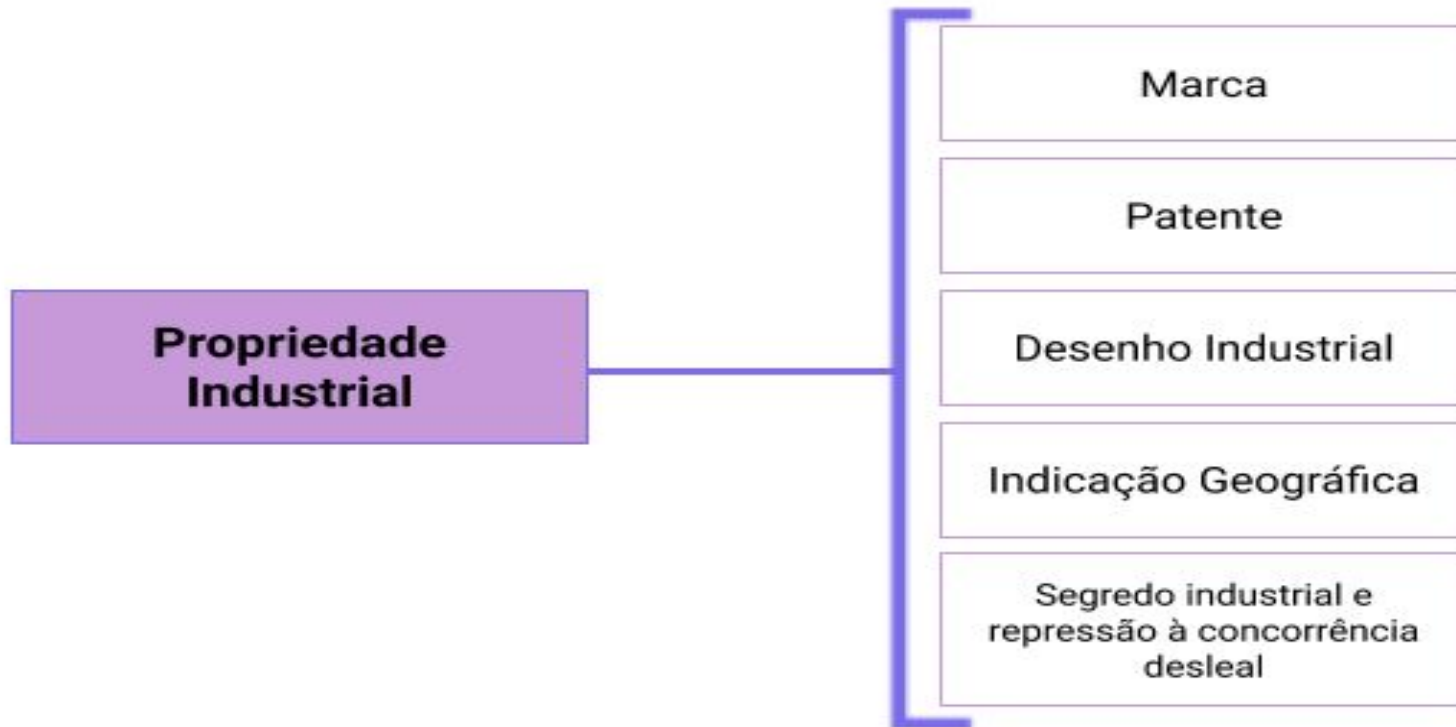 Propriedade
Industrial
Marca
Patente
Desenho Industrial
Indicação Geográfica
Segredo industrial e
repressão à concorrência
desleal